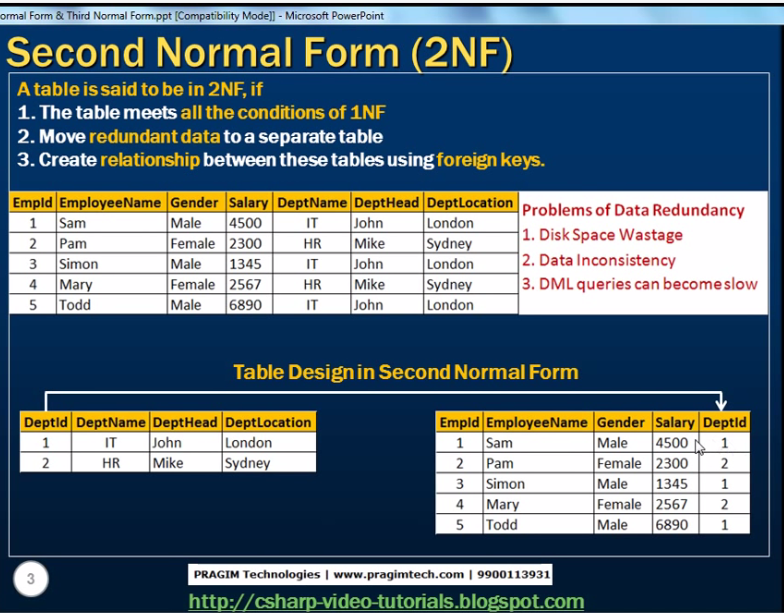 ormal Form & Third Normal Form.ppt [Compatibility Mode]] - Microsoft PowerPoint
Second Normal Form (2NF)
A table is said to be in 2NF, if
1. The table meets all the conditions of 1NF
2. Move redundant data to a separate table
3. Create relationship between these tables using foreign keys.
EmpId EmployeeName Gender Salary DeptName DeptHead DeptLocation
1 Sam Male 4500 IT John London
2 Pam Female 2300 HR Mike Sydney
3 Simon Male 1345 IT John London
4 Mary Female 2567 HR Mike Sydney
5 Todd Male 6890 IT John London
Problems of Data Redundancy
1. Disk Space Wastage
2. Data Inconsistency
3. DML queries can become slow
Table Design in Second Normal Form
DeptId DeptName DeptHead DeptLocation
1 IT John London
2 HR Mike Sydney
EmpId EmployeeName Gender Salary DeptId
1 Sam Male 4500 1
2 Pam Female 2300 2
3 Simon Male 1345 1
4 Mary Female 2567 2
5 Todd Male 6890 1
3
PRAGIM Technologies | www.pragimtech.com | 9900113931
http://csharp-video-tutorials.blogspot.com